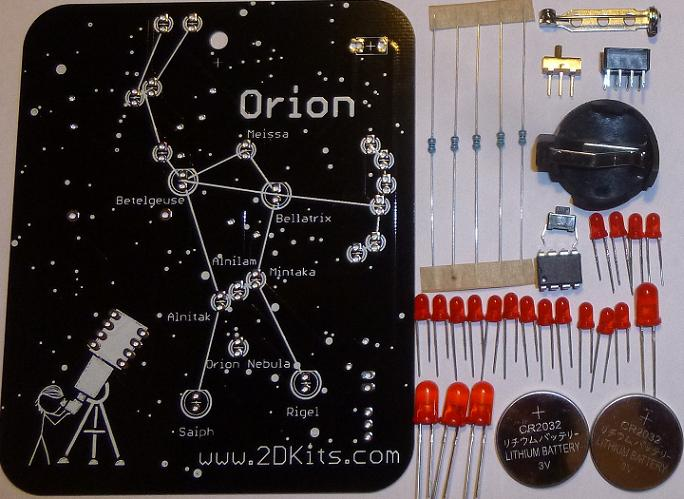 +
+
Orion
Meissa
Betelgeuse
Bellatrix
Alnilam
Mintaka
Alnitak
Orion Nebula
Rigel
Saiph
www.2DKits.com
+
CR2032
リチウムバッテリー
LITHIUM BATTERY
3V
+
CR2032
リチウムバッテリー
LITHIUM BATTERY
3V